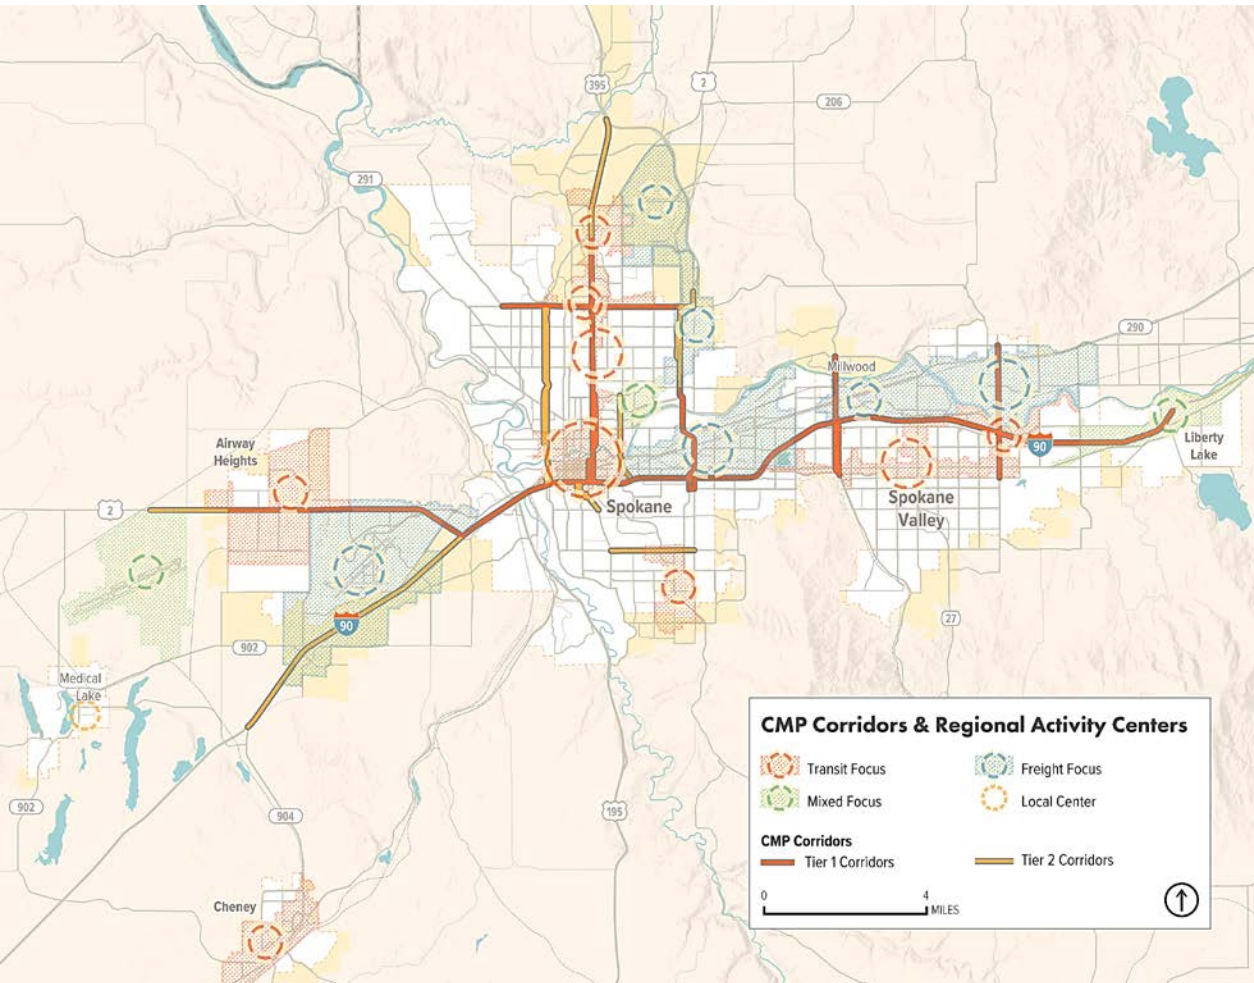 395
2
206
291
290
Millwood
Airway
Heights
90
Liberty
Lake
2
Spokane
Spokane
Valley
90
27
902
Medical
Lake
902
904
195
Cheney
CMP Corridors & Regional Activity Centers
Transit Focus
Freight Focus
Mixed Focus
Local Center
CMP Corridors
Tier 1 Corridors
Tier 2 Corridors
0
4
MILES